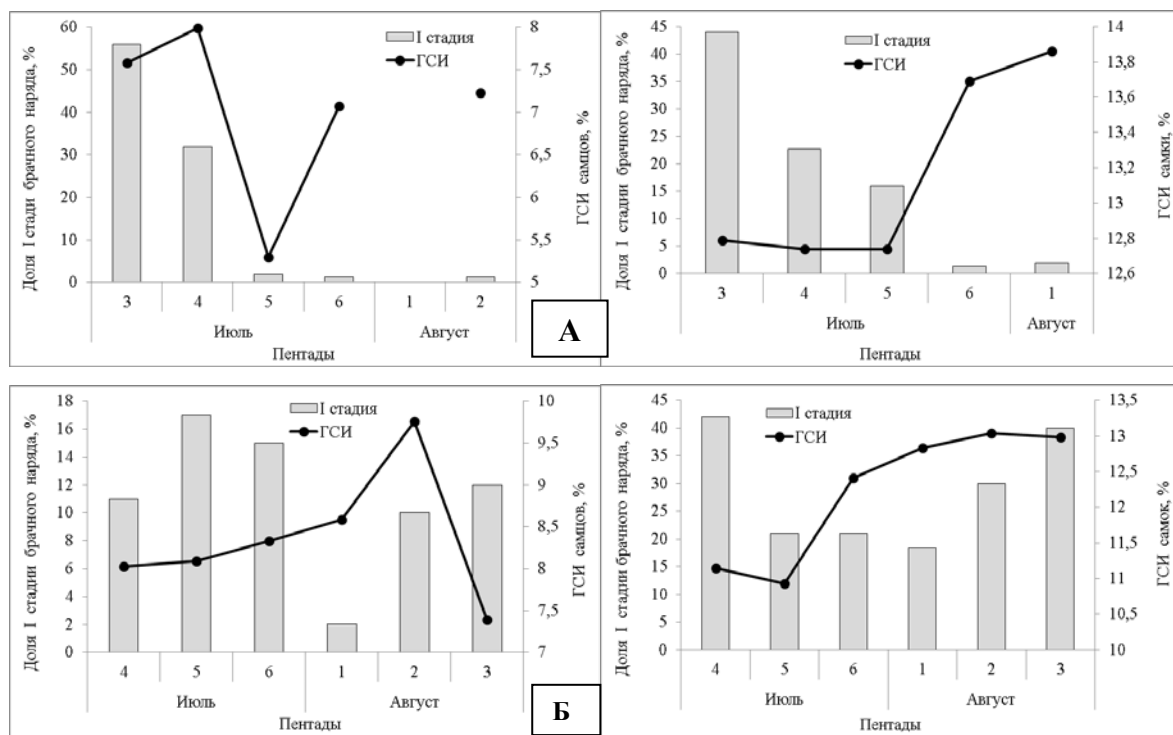 Доля I стади брачного наряда, %
60
50
40
30
20
10
0
I стадия
ГСИ
8
7,5
7
6,5
6
5,5
5
ГСИ самцов, %
3 4 5 6 1 2
Июль Август
Пентады
А
Доля I стадии брачного наряда, %
45
40
35
30
25
20
15
10
5
0
I стадия
ГСИ
14
13,8
13,6
13,4
13,2
13
12,8
12,6
ГСИ самки, %
3 4 5 6 1
Июль Август
Пентады
Доля I стадии брачного наряда, %
18
16
14
12
10
8
6
4
2
0
I стадия
ГСИ
10
9,5
9
8,5
8
7,5
7
ГСИ самцов, %
4 5 6 1 2 3
Июль Август
Пентады
Б
Доля I стадии брачного наряда, %
45
40
35
30
25
20
15
10
5
0
I стадия
ГСИ
13,5
13
12,5
12
11,5
11
10,5
10
ГСИ самок, %
4 5 6 1 2 3
Июль Август
Пентады